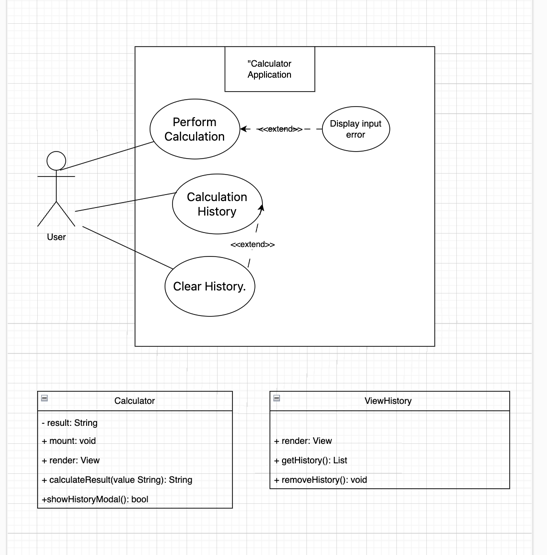 "Calculator
Application
Perform
Calculation
<<extend>>
Display input
error
Calculation
History
User
<<extend>>
Clear History.
Calculator
- result: String
+ mount: void
+ render: View
+ calculateResult(value String): String
+showHistoryModal(): bool
ViewHistory
+ render: View
+ getHistory(): List
+ removeHistory(): void